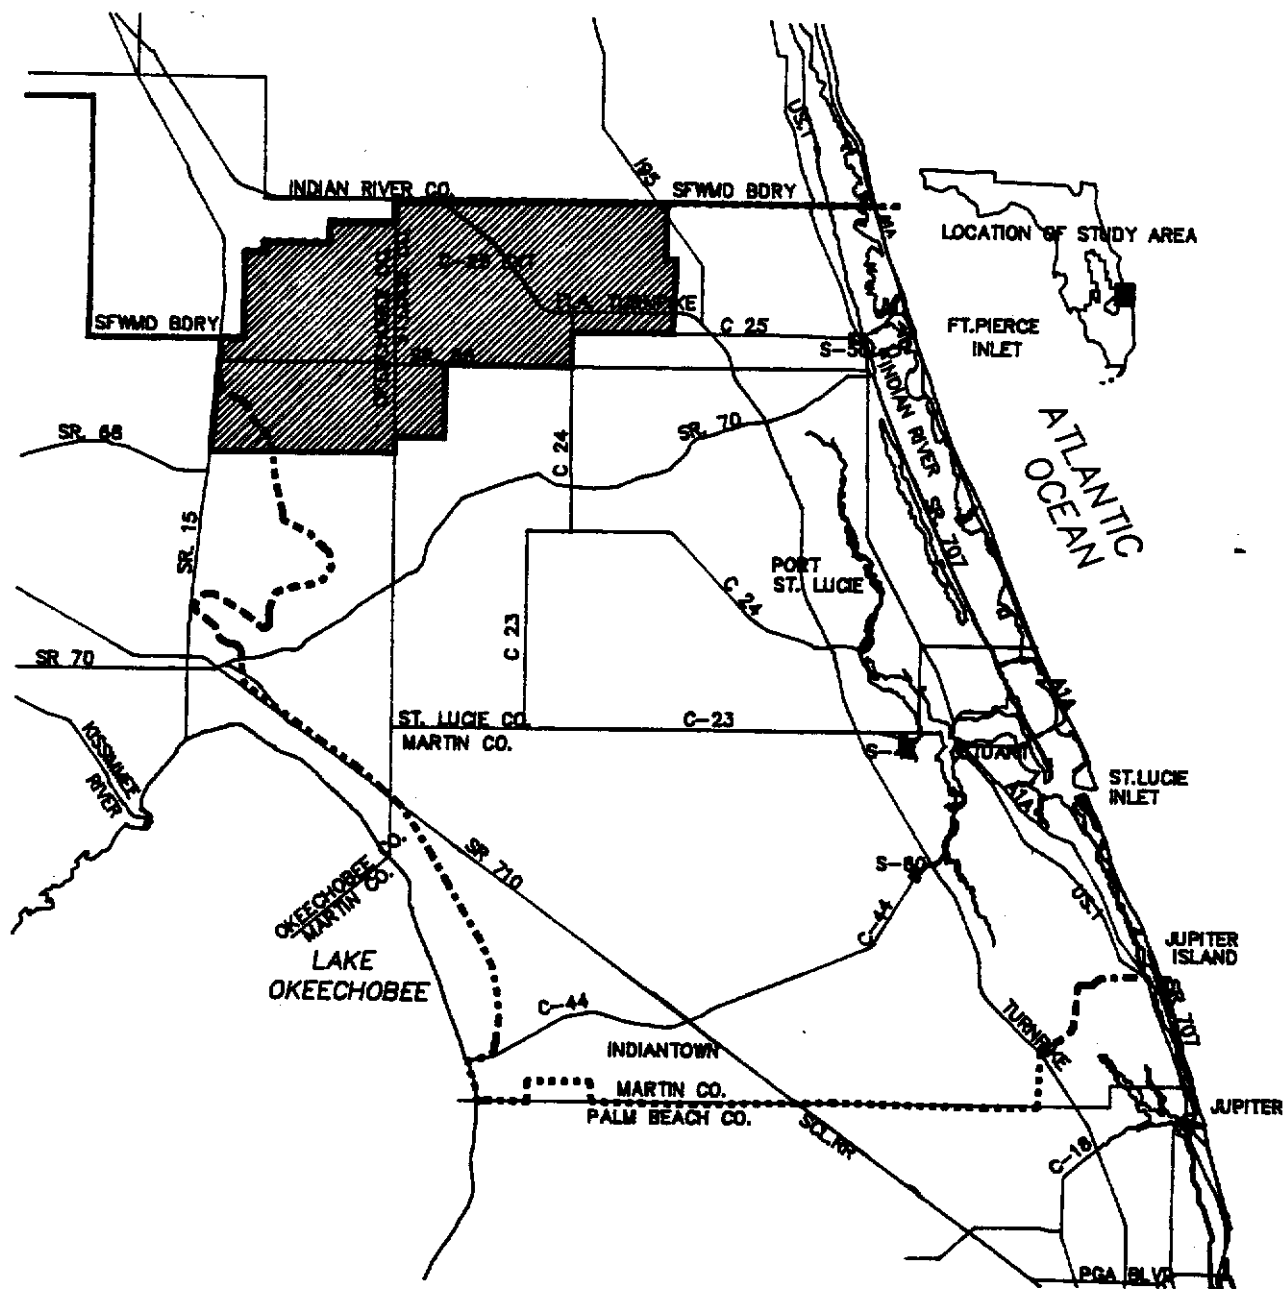 US.1
I95
INDIAN RIVER CO.
SFWMD BDRY
LOCATION OF STUDY AREA
FLA. TURNPIKE
SFWMD BDRY
C 25
FT.PIERCE
INLET
INDIAN RIVER
ATLANTIC
OCEAN
SR. 68
SR. 70
C 24
SR. 15
SR. 707
PORT
ST. LUCIE
C 24
C 23
SR 70
A1A
ST. LUCIE CO.
MARTIN CO.
C-23
STUART
KISSIMMEE
RIVER
A1A
ST.LUCIE
INLET
SR 710
S-80
OKEECHOBEE CO.
MARTIN CO.
US.1
C-44
JUPITER
ISLAND
LAKE
OKEECHOBEE
C-44
TURNPIKE
SR 707
INDIANTOWN
MARTIN CO.
PALM BEACH CO.
JUPITER
SCL.RR
C-18
PGA BLVD